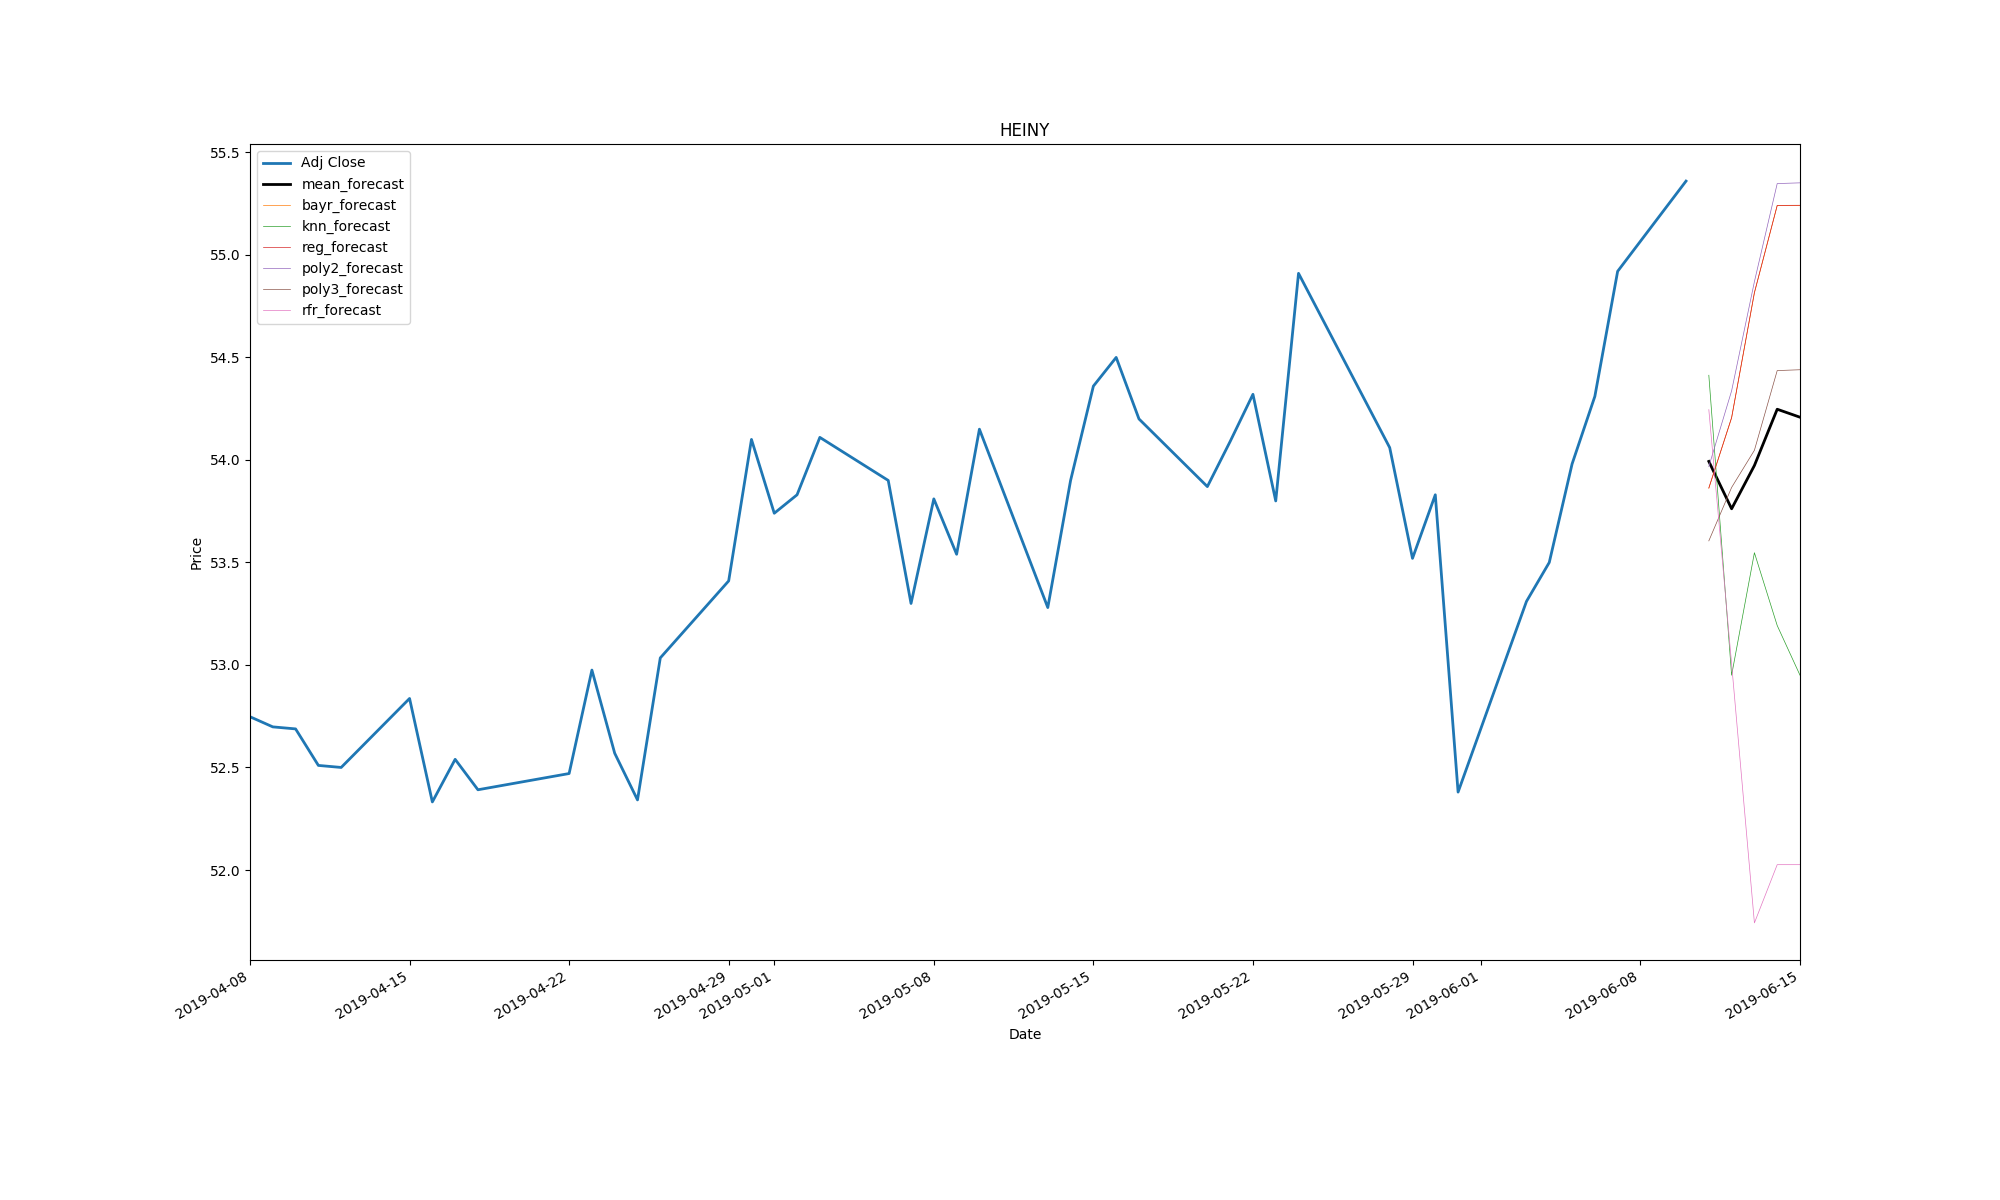 HEINY
55.5
55.0
54.5
54.0
53.5
53.0
52.5
52.0
Price
Adj Close
mean_forecast
bayr_forecast
knn_forecast
reg_forecast
poly2_forecast
poly3_forecast
rfr_forecast
2019-04-08
2019-04-15
2019-04-22
2019-04-29
2019-05-01
2019-05-08
2019-05-15
2019-05-22
2019-05-29
2019-06-01
2019-06-08
2019-06-15
Date